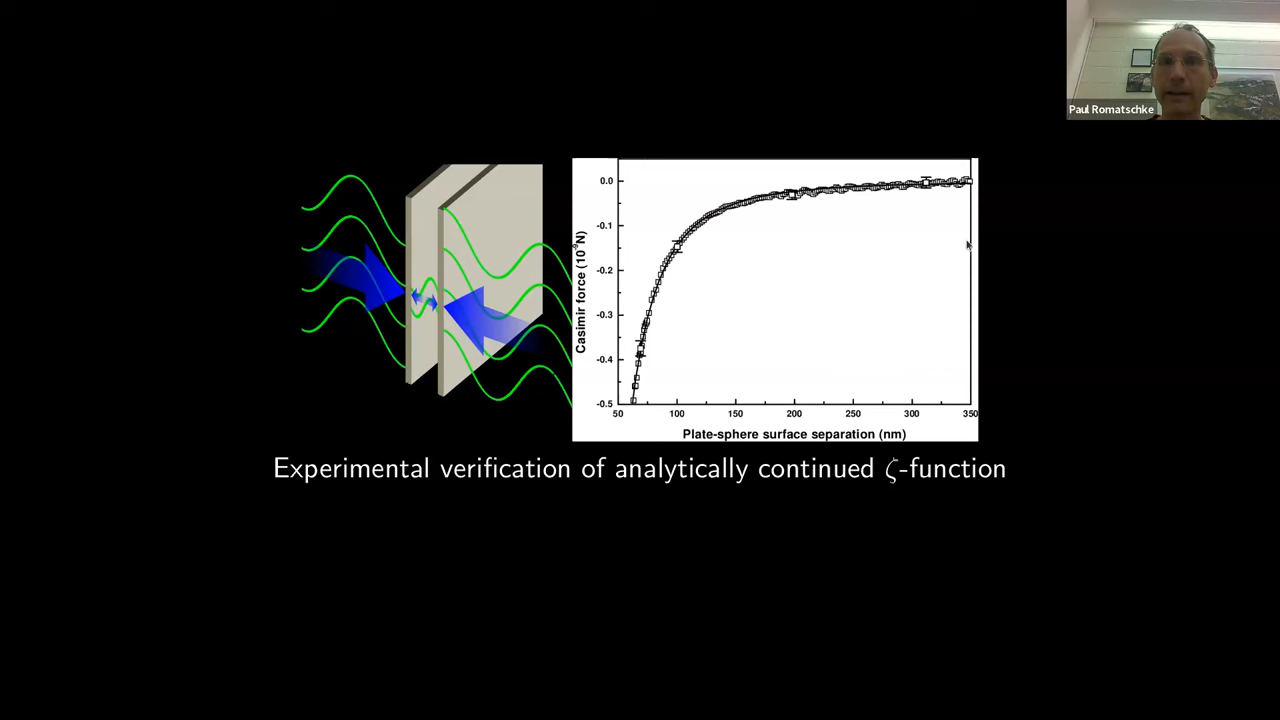 Paul Romatschke
0.0
-0.1
-0.2
-0.3
-0.4
-0.5
Casimir force (10⁻⁹N)
50 100 150 200 250 300 350
Plate-sphere surface separation (nm)
Experimental verification of analytically continued ζ-function